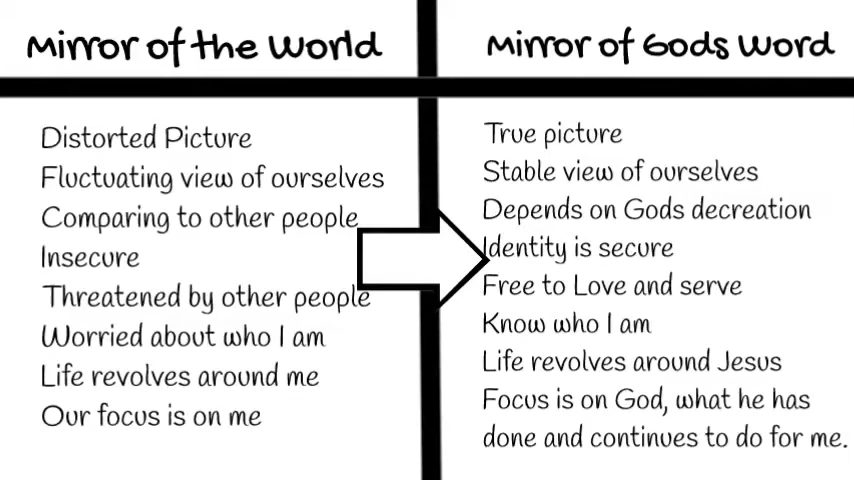 Mirror of the World
Distorted Picture
Fluctuating view of ourselves
Comparing to other people
Insecure
Threatened by other people
Worried about who I am
Life revolves around me
Our focus is on me
Mirror of Gods Word
True picture
Stable view of ourselves
Depends on Gods decreation
Identity is secure
Free to Love and serve
Know who I am
Life revolves around Jesus
Focus is on God, what he has
done and continues to do for me.